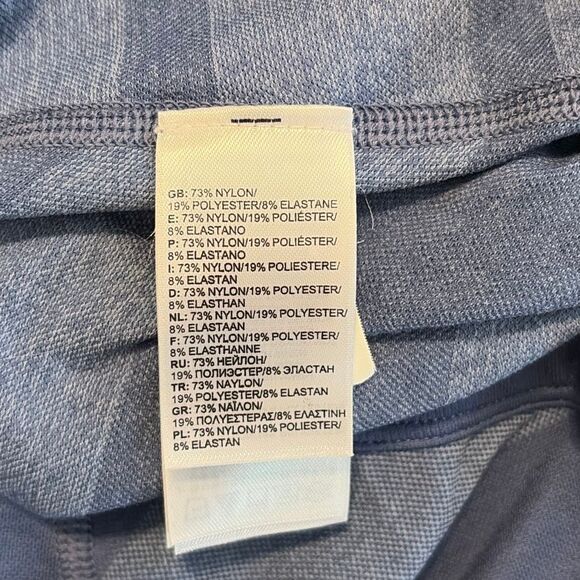 GB: 73% NYLON/
19% POLYESTER/8% ELASTANE
E: 73% NYLON/19% POLIÉSTER/
8% ELASTANO
P: 73% NYLON/19% POLIÉSTER/
8% ELASTANO
I: 73% NYLON/19% POLIESTERE/
8% ELASTAN
D: 73% NYLON/19% POLYESTER/
8% ELASTHAN
NL: 73% NYLON/19% POLYESTER/
8% ELASTAAN
F: 73% NYLON/19% POLYESTER/
8% ELASTHANNE
RU: 73% НЕЙЛОН/
19% ПОЛИЭСТЕР/8% ЭЛАСТАН
TR: 73% NAYLON/
19% POLYESTER/8% ELASTAN
GR: 73% ΝΑΪΛΟΝ/
19% ΠΟΛΥΕΣΤΕΡΑΣ/8% ΕΛΑΣΤΙΝΗ
PL: 73% NYLON/19% POLIESTER/
8% ELASTAN